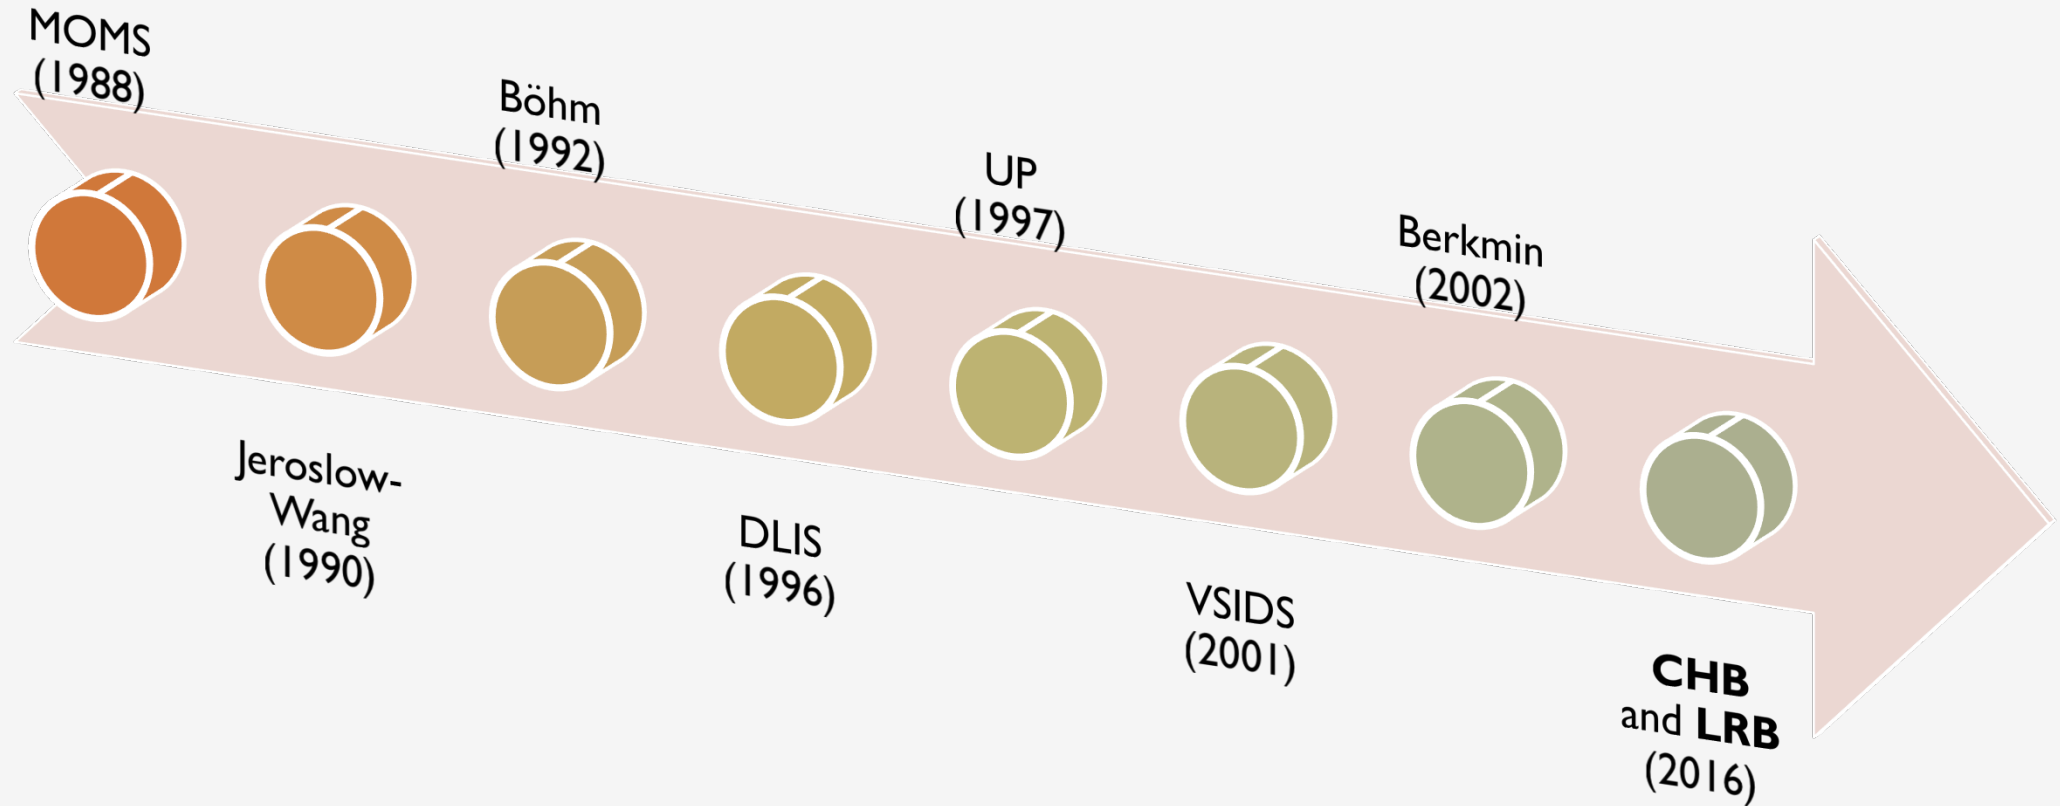 MOMS
(1988)
Jeroslow-
Wang
(1990)
Böhm
(1992)
DLIS
(1996)
UP
(1997)
VSIDS
(2001)
Berkmin
(2002)
CHB
and LRB
(2016)